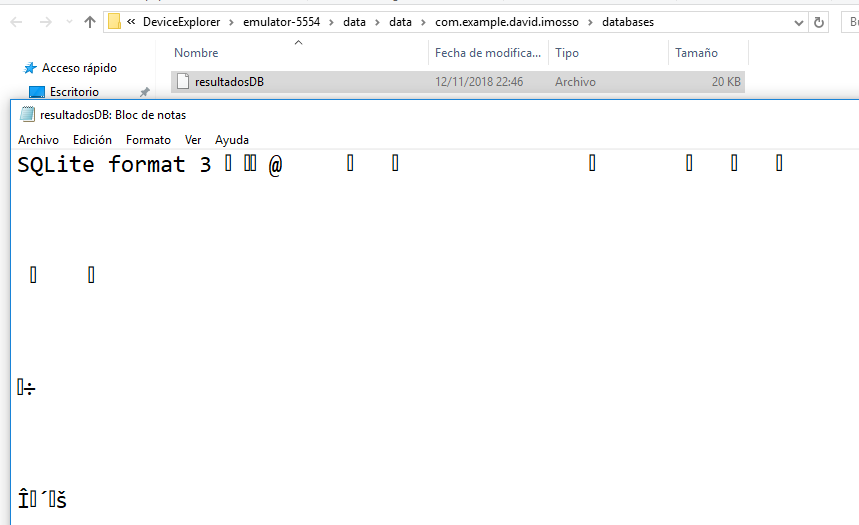 « DeviceExplorer › emulator-5554 › data › data › com.example.david.imosso › databases
Bu
Acceso rápido
Escritorio
Nombre Fecha de modifica... Tipo Tamaño
resultadosDB 12/11/2018 22:46 Archivo 20 KB
resultadosDB: Bloc de notas
Archivo Edición Formato Ver Ayuda
SQLite format 3 @
÷
Î ´ š